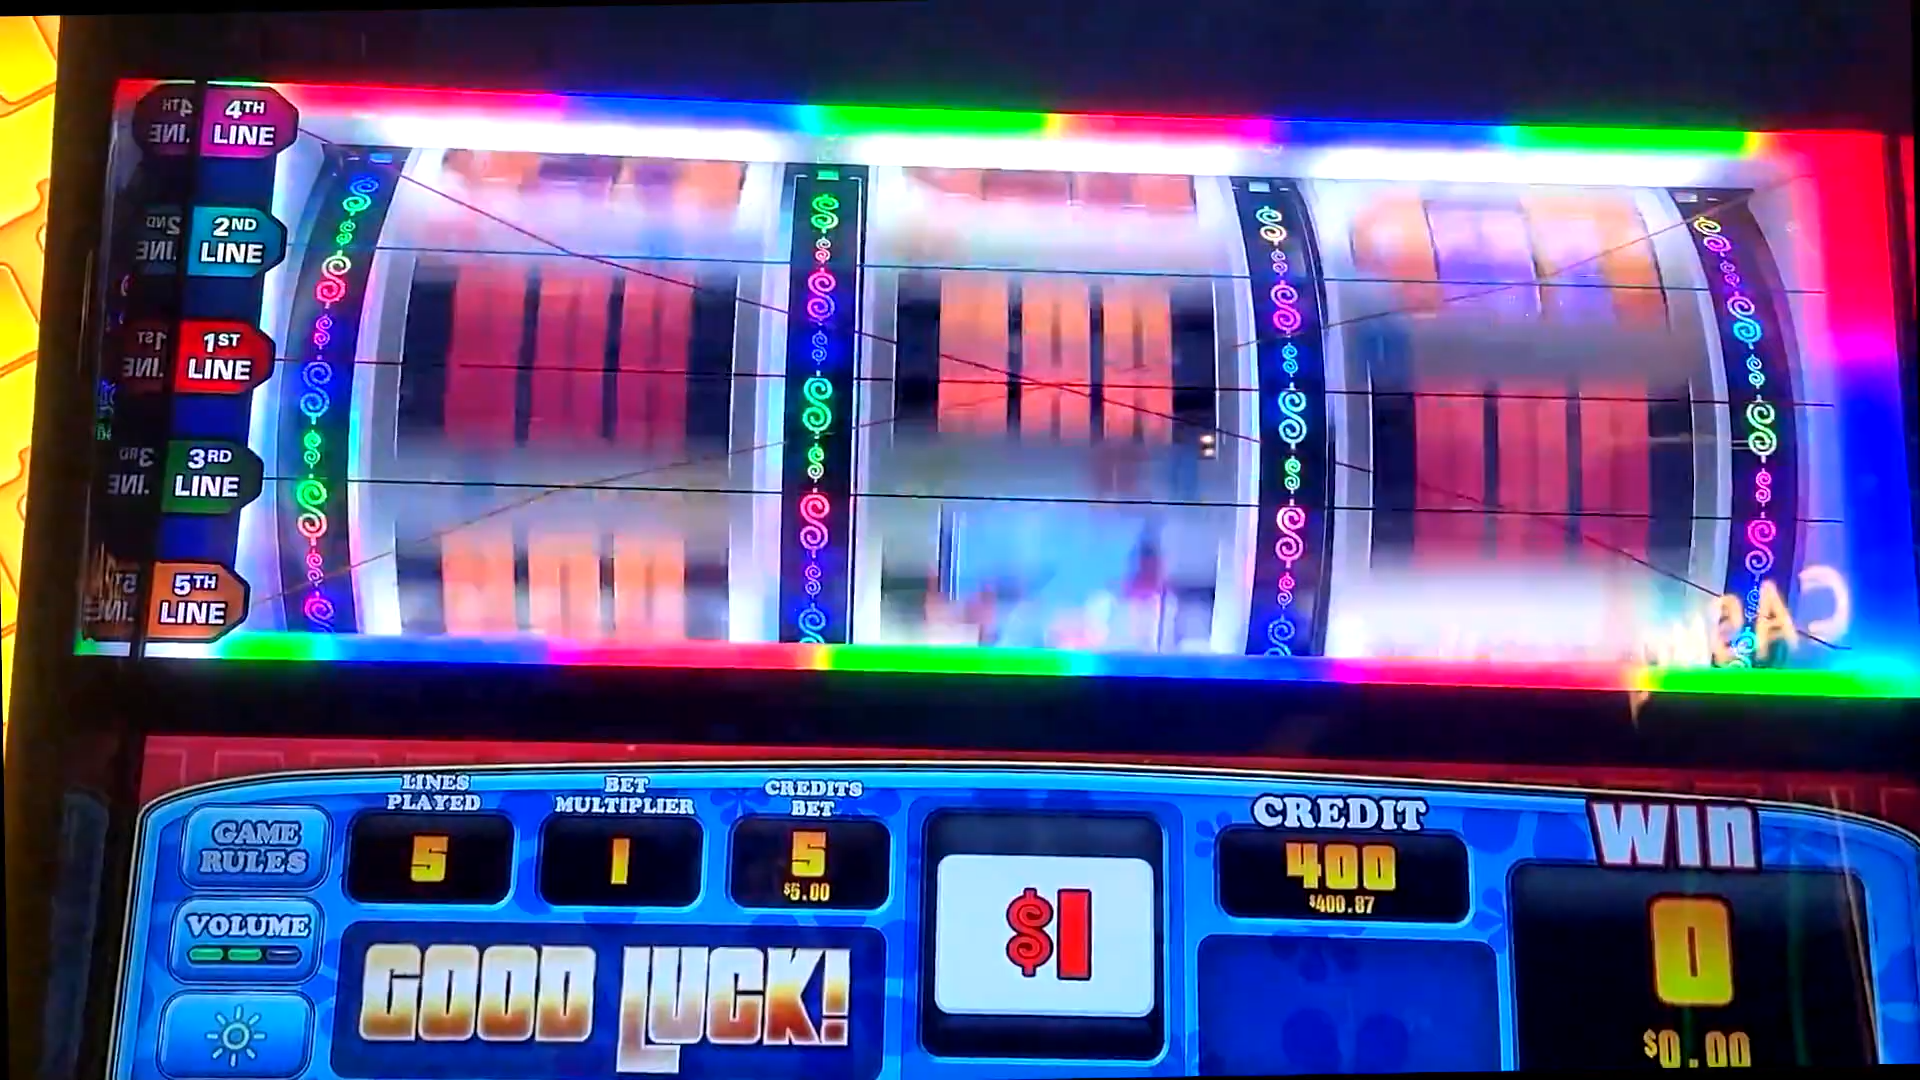 4TH
LINE
2ND
LINE
1ST
LINE
3RD
LINE
5TH
LINE
LINES
PLAYED
5
BET
MULTIPLIER
1
CREDITS
BET
5
$5.00
$1
CREDIT
400
$400.87
WIN
0
$0.00
GAME
RULES
VOLUME
GOOD LUCK!